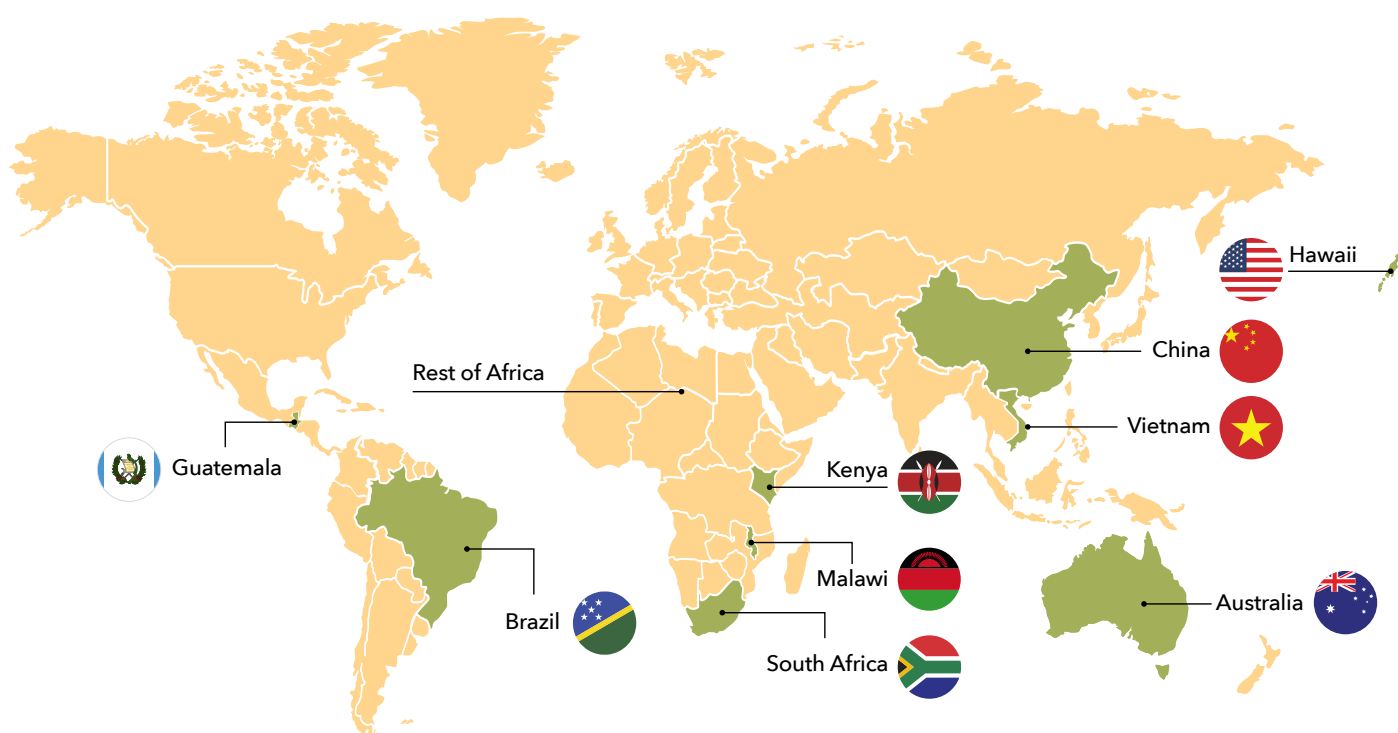 Hawaii
China
Rest of Africa
Vietnam
Guatemala
Kenya
Malawi
Australia
Brazil
South Africa